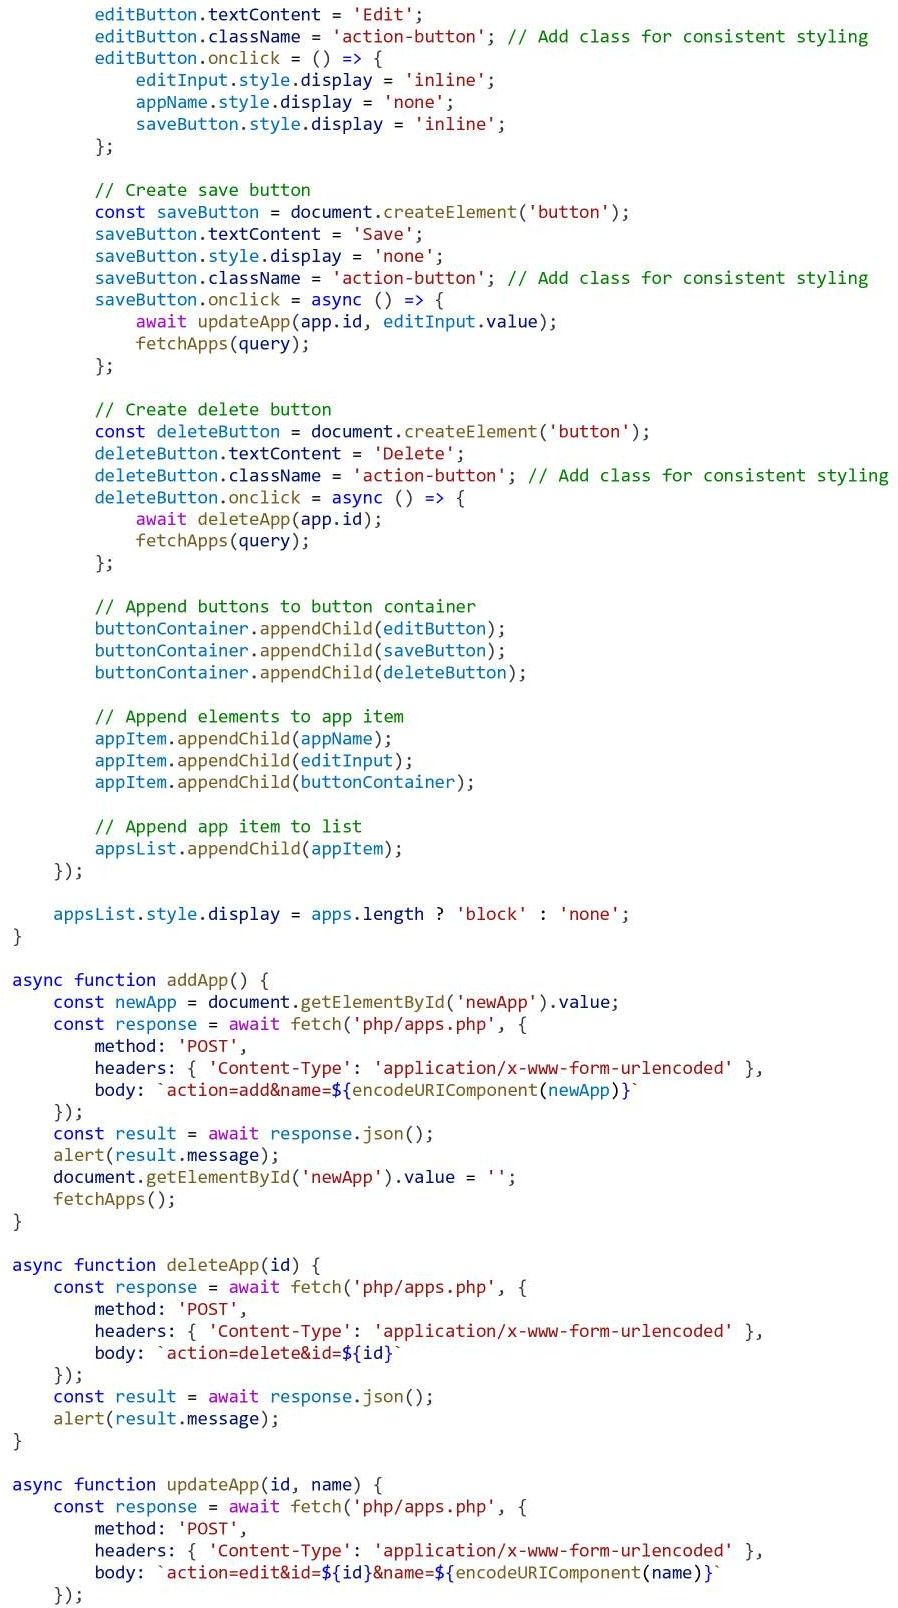 editButton.textContent = 'Edit';
editButton.className = 'action-button'; // Add class for consistent styling
editButton.onclick = () => {
editInput.style.display = 'inline';
appName.style.display = 'none';
saveButton.style.display = 'inline';
};
// Create save button
const saveButton = document.createElement('button');
saveButton.textContent = 'Save';
saveButton.style.display = 'none';
saveButton.className = 'action-button'; // Add class for consistent styling
saveButton.onclick = async () => {
await updateApp(app.id, editInput.value);
fetchApps(query);
};
// Create delete button
const deleteButton = document.createElement('button');
deleteButton.textContent = 'Delete';
deleteButton.className = 'action-button'; // Add class for consistent styling
deleteButton.onclick = async () => {
await deleteApp(app.id);
fetchApps(query);
};
// Append buttons to button container
buttonContainer.appendChild(editButton);
buttonContainer.appendChild(saveButton);
buttonContainer.appendChild(deleteButton);
// Append elements to app item
appItem.appendChild(appName);
appItem.appendChild(editInput);
appItem.appendChild(buttonContainer);
// Append app item to list
appsList.appendChild(appItem);
});
appsList.style.display = apps.length ? 'block' : 'none';
}
async function addApp() {
const newApp = document.getElementById('newApp').value;
const response = await fetch('php/apps.php', {
method: 'POST',
headers: { 'Content-Type': 'application/x-www-form-urlencoded' },
body: `action=add&name=${encodeURIComponent(newApp)}`
});
const result = await response.json();
alert(result.message);
document.getElementById('newApp').value = '';
fetchApps();
}
async function deleteApp(id) {
const response = await fetch('php/apps.php', {
method: 'POST',
headers: { 'Content-Type': 'application/x-www-form-urlencoded' },
body: `action=delete&id=${id}`
});
const result = await response.json();
alert(result.message);
}
async function updateApp(id, name) {
const response = await fetch('php/apps.php', {
method: 'POST',
headers: { 'Content-Type': 'application/x-www-form-urlencoded' },
body: `action=edit&id=${id}&name=${encodeURIComponent(name)}`
});